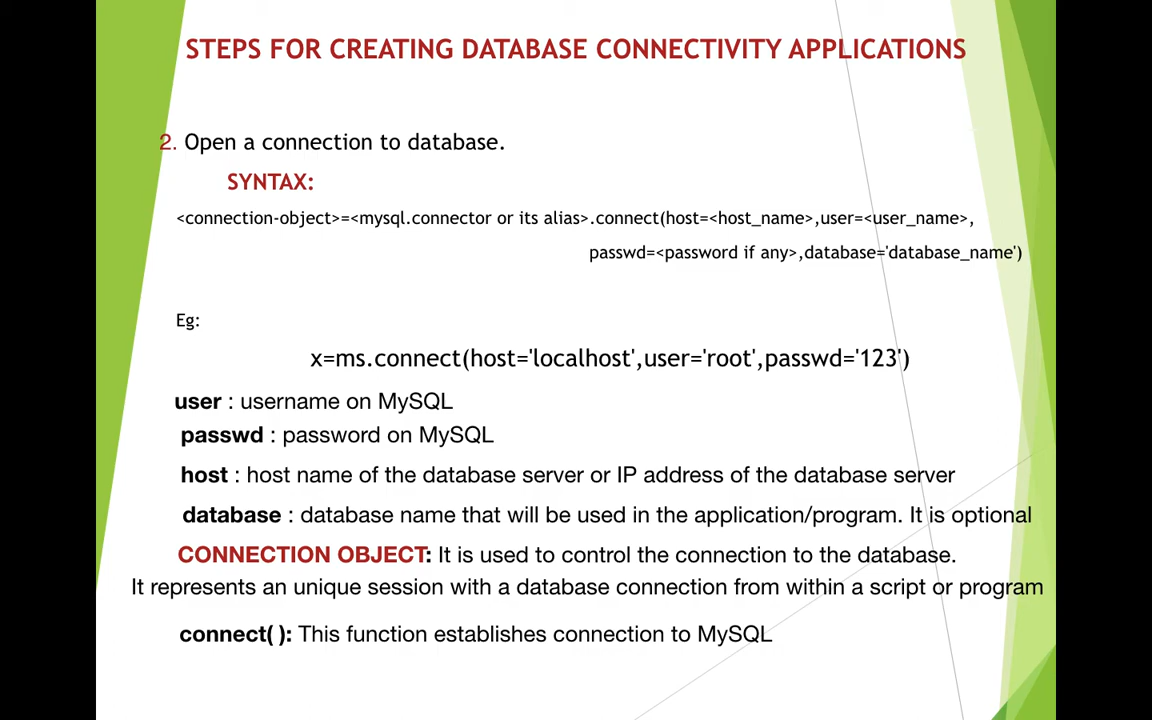 STEPS FOR CREATING DATABASE CONNECTIVITY APPLICATIONS
2. Open a connection to database.
SYNTAX:
<connection-object>=<mysql.connector or its alias>.connect(host=<host_name>,user=<user_name>,
passwd=<password if any>,database='database_name')
Eg:
x=ms.connect(host='localhost',user='root',passwd='123')
user : username on MySQL
passwd : password on MySQL
host : host name of the database server or IP address of the database server
database : database name that will be used in the application/program. It is optional
CONNECTION OBJECT: It is used to control the connection to the database.
It represents an unique session with a database connection from within a script or program
connect( ): This function establishes connection to MySQL